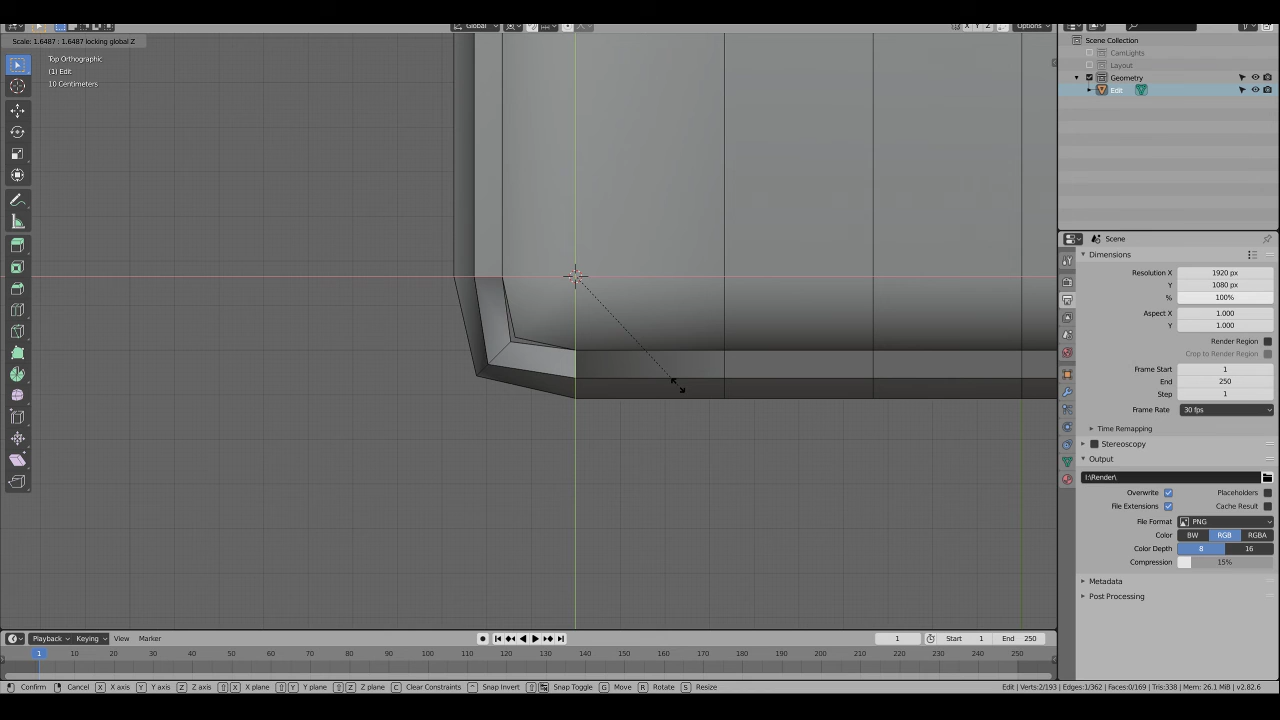 Global
X Y Z
Options
Scale: 1.6487 : 1.6487 locking global Z
Top Orthographic
(1) Edit
10 Centimeters
Scene Collection
CamLights
Layout
Geometry
Edit
Scene
Dimensions
Resolution X 1920 px
Y 1080 px
% 100%
Aspect X 1.000
Y 1.000
Render Region
Crop to Render Region
Frame Start 1
End 250
Step 1
Frame Rate 30 fps
Time Remapping
Stereoscopy
Output
I:\Render\
Overwrite Placeholders
File Extensions Cache Result
File Format PNG
Color BW RGB RGBA
Color Depth 8 16
Compression 15%
Metadata
Post Processing
Playback Keying View Marker
1 Start 1 End 250
1 10 20 30 40 50 60 70 80 90 100 110 120 130 140 150 160 170 180 190 200 210 220 230 240 250
Confirm Cancel X X axis Y Y axis Z Z axis X X plane Y Y plane Z Z plane C Clear Constraints Snap Invert Snap Toggle G Move R Rotate S Resize
Edit | Verts:2/193 | Edges:1/362 | Faces:0/169 | Tris:338 | Mem: 26.1 MiB | v2.82.6